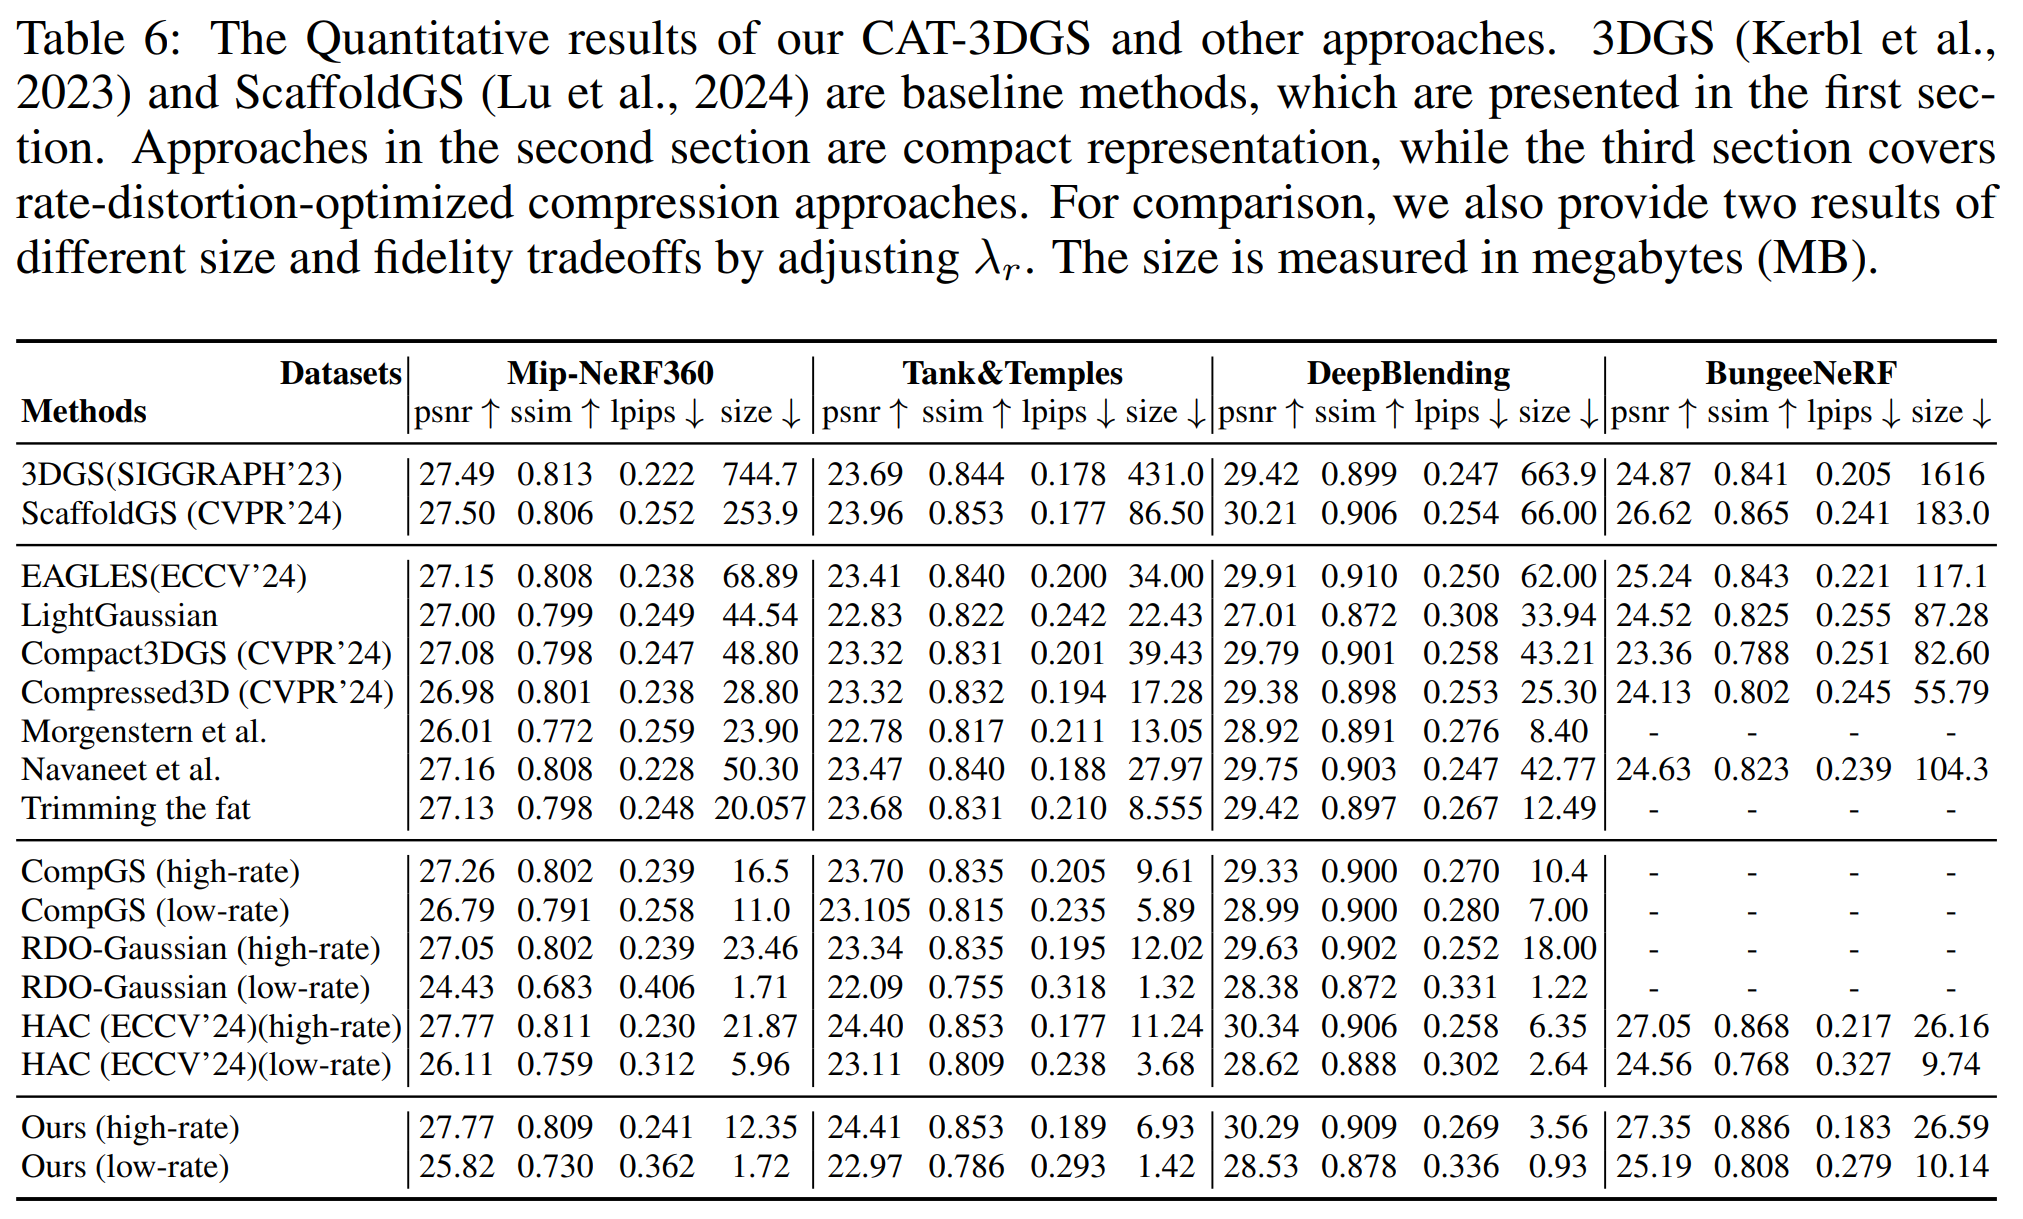 Table 6: The Quantitative results of our CAT-3DGS and other approaches. 3DGS (Kerbl et al.,
2023) and ScaffoldGS (Lu et al., 2024) are baseline methods, which are presented in the first sec-
tion. Approaches in the second section are compact representation, while the third section covers
rate-distortion-optimized compression approaches. For comparison, we also provide two results of
different size and fidelity tradeoffs by adjusting λr. The size is measured in megabytes (MB).
Datasets Mip-NeRF360 Tank&Temples DeepBlending BungeeNeRF
Methods psnr ↑ ssim ↑ lpips ↓ size ↓ psnr ↑ ssim ↑ lpips ↓ size ↓ psnr ↑ ssim ↑ lpips ↓ size ↓ psnr ↑ ssim ↑ lpips ↓ size ↓
3DGS(SIGGRAPH'23) 27.49 0.813 0.222 744.7 23.69 0.844 0.178 431.0 29.42 0.899 0.247 663.9 24.87 0.841 0.205 1616
ScaffoldGS (CVPR'24) 27.50 0.806 0.252 253.9 23.96 0.853 0.177 86.50 30.21 0.906 0.254 66.00 26.62 0.865 0.241 183.0
EAGLES(ECCV'24) 27.15 0.808 0.238 68.89 23.41 0.840 0.200 34.00 29.91 0.910 0.250 62.00 25.24 0.843 0.221 117.1
LightGaussian 27.00 0.799 0.249 44.54 22.83 0.822 0.242 22.43 27.01 0.872 0.308 33.94 24.52 0.825 0.255 87.28
Compact3DGS (CVPR'24) 27.08 0.798 0.247 48.80 23.32 0.831 0.201 39.43 29.79 0.901 0.258 43.21 23.36 0.788 0.251 82.60
Compressed3D (CVPR'24) 26.98 0.801 0.238 28.80 23.32 0.832 0.194 17.28 29.38 0.898 0.253 25.30 24.13 0.802 0.245 55.79
Morgenstern et al. 26.01 0.772 0.259 23.90 22.78 0.817 0.211 13.05 28.92 0.891 0.276 8.40 - - - -
Navaneet et al. 27.16 0.808 0.228 50.30 23.47 0.840 0.188 27.97 29.75 0.903 0.247 42.77 24.63 0.823 0.239 104.3
Trimming the fat 27.13 0.798 0.248 20.057 23.68 0.831 0.210 8.555 29.42 0.897 0.267 12.49 - - - -
CompGS (high-rate) 27.26 0.802 0.239 16.5 23.70 0.835 0.205 9.61 29.33 0.900 0.270 10.4 - - - -
CompGS (low-rate) 26.79 0.791 0.258 11.0 23.105 0.815 0.235 5.89 28.99 0.900 0.280 7.00 - - - -
RDO-Gaussian (high-rate) 27.05 0.802 0.239 23.46 23.34 0.835 0.195 12.02 29.63 0.902 0.252 18.00 - - - -
RDO-Gaussian (low-rate) 24.43 0.683 0.406 1.71 22.09 0.755 0.318 1.32 28.38 0.872 0.331 1.22 - - - -
HAC (ECCV'24)(high-rate) 27.77 0.811 0.230 21.87 24.40 0.853 0.177 11.24 30.34 0.906 0.258 6.35 27.05 0.868 0.217 26.16
HAC (ECCV'24)(low-rate) 26.11 0.759 0.312 5.96 23.11 0.809 0.238 3.68 28.62 0.888 0.302 2.64 24.56 0.768 0.327 9.74
Ours (high-rate) 27.77 0.809 0.241 12.35 24.41 0.853 0.189 6.93 30.29 0.909 0.269 3.56 27.35 0.886 0.183 26.59
Ours (low-rate) 25.82 0.730 0.362 1.72 22.97 0.786 0.293 1.42 28.53 0.878 0.336 0.93 25.19 0.808 0.279 10.14